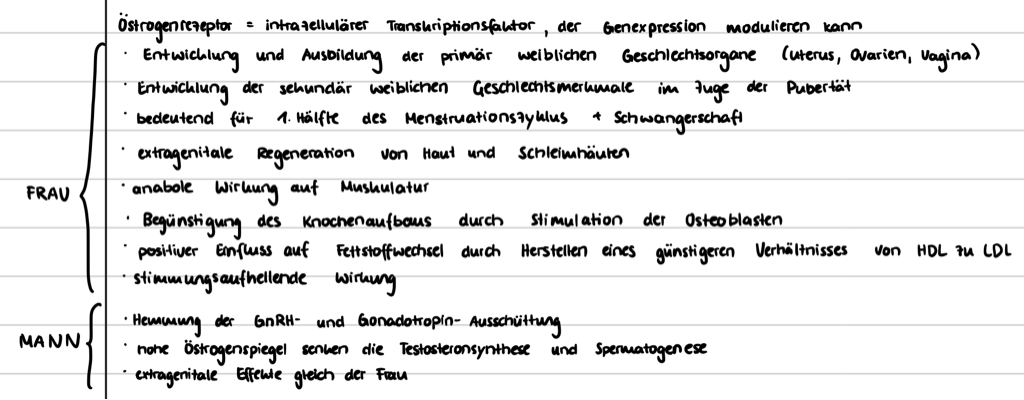 Östrogenrezeptor = intrazellulärer Transkriptionsfaktor, der Genexpression modulieren kann
FRAU
· Entwicklung und Ausbildung der primär weiblichen Geschlechtsorgane (Uterus, Ovarien, Vagina)
· Entwicklung der sekundär weiblichen Geschlechtsmerkmale im Zuge der Pubertät
· bedeutend für 1. Hälfte des Menstruationszyklus + Schwangerschaft
· extragenitale Regeneration von Haut und Schleimhäuten
· anabole Wirkung auf Muskulatur
· Begünstigung des Knochenaufbaus durch Stimulation der Osteoblasten
· positiver Einfluss auf Fettstoffwechsel durch Herstellen eines günstigeren Verhältnisses von HDL zu LDL
· stimmungsaufhellende Wirkung
MANN
· Hemmung der GnRH- und Gonadotropin-Ausschüttung
· hohe Östrogenspiegel senken die Testosteronsynthese und Spermatogenese
· extragenitale Effekte gleich der Frau